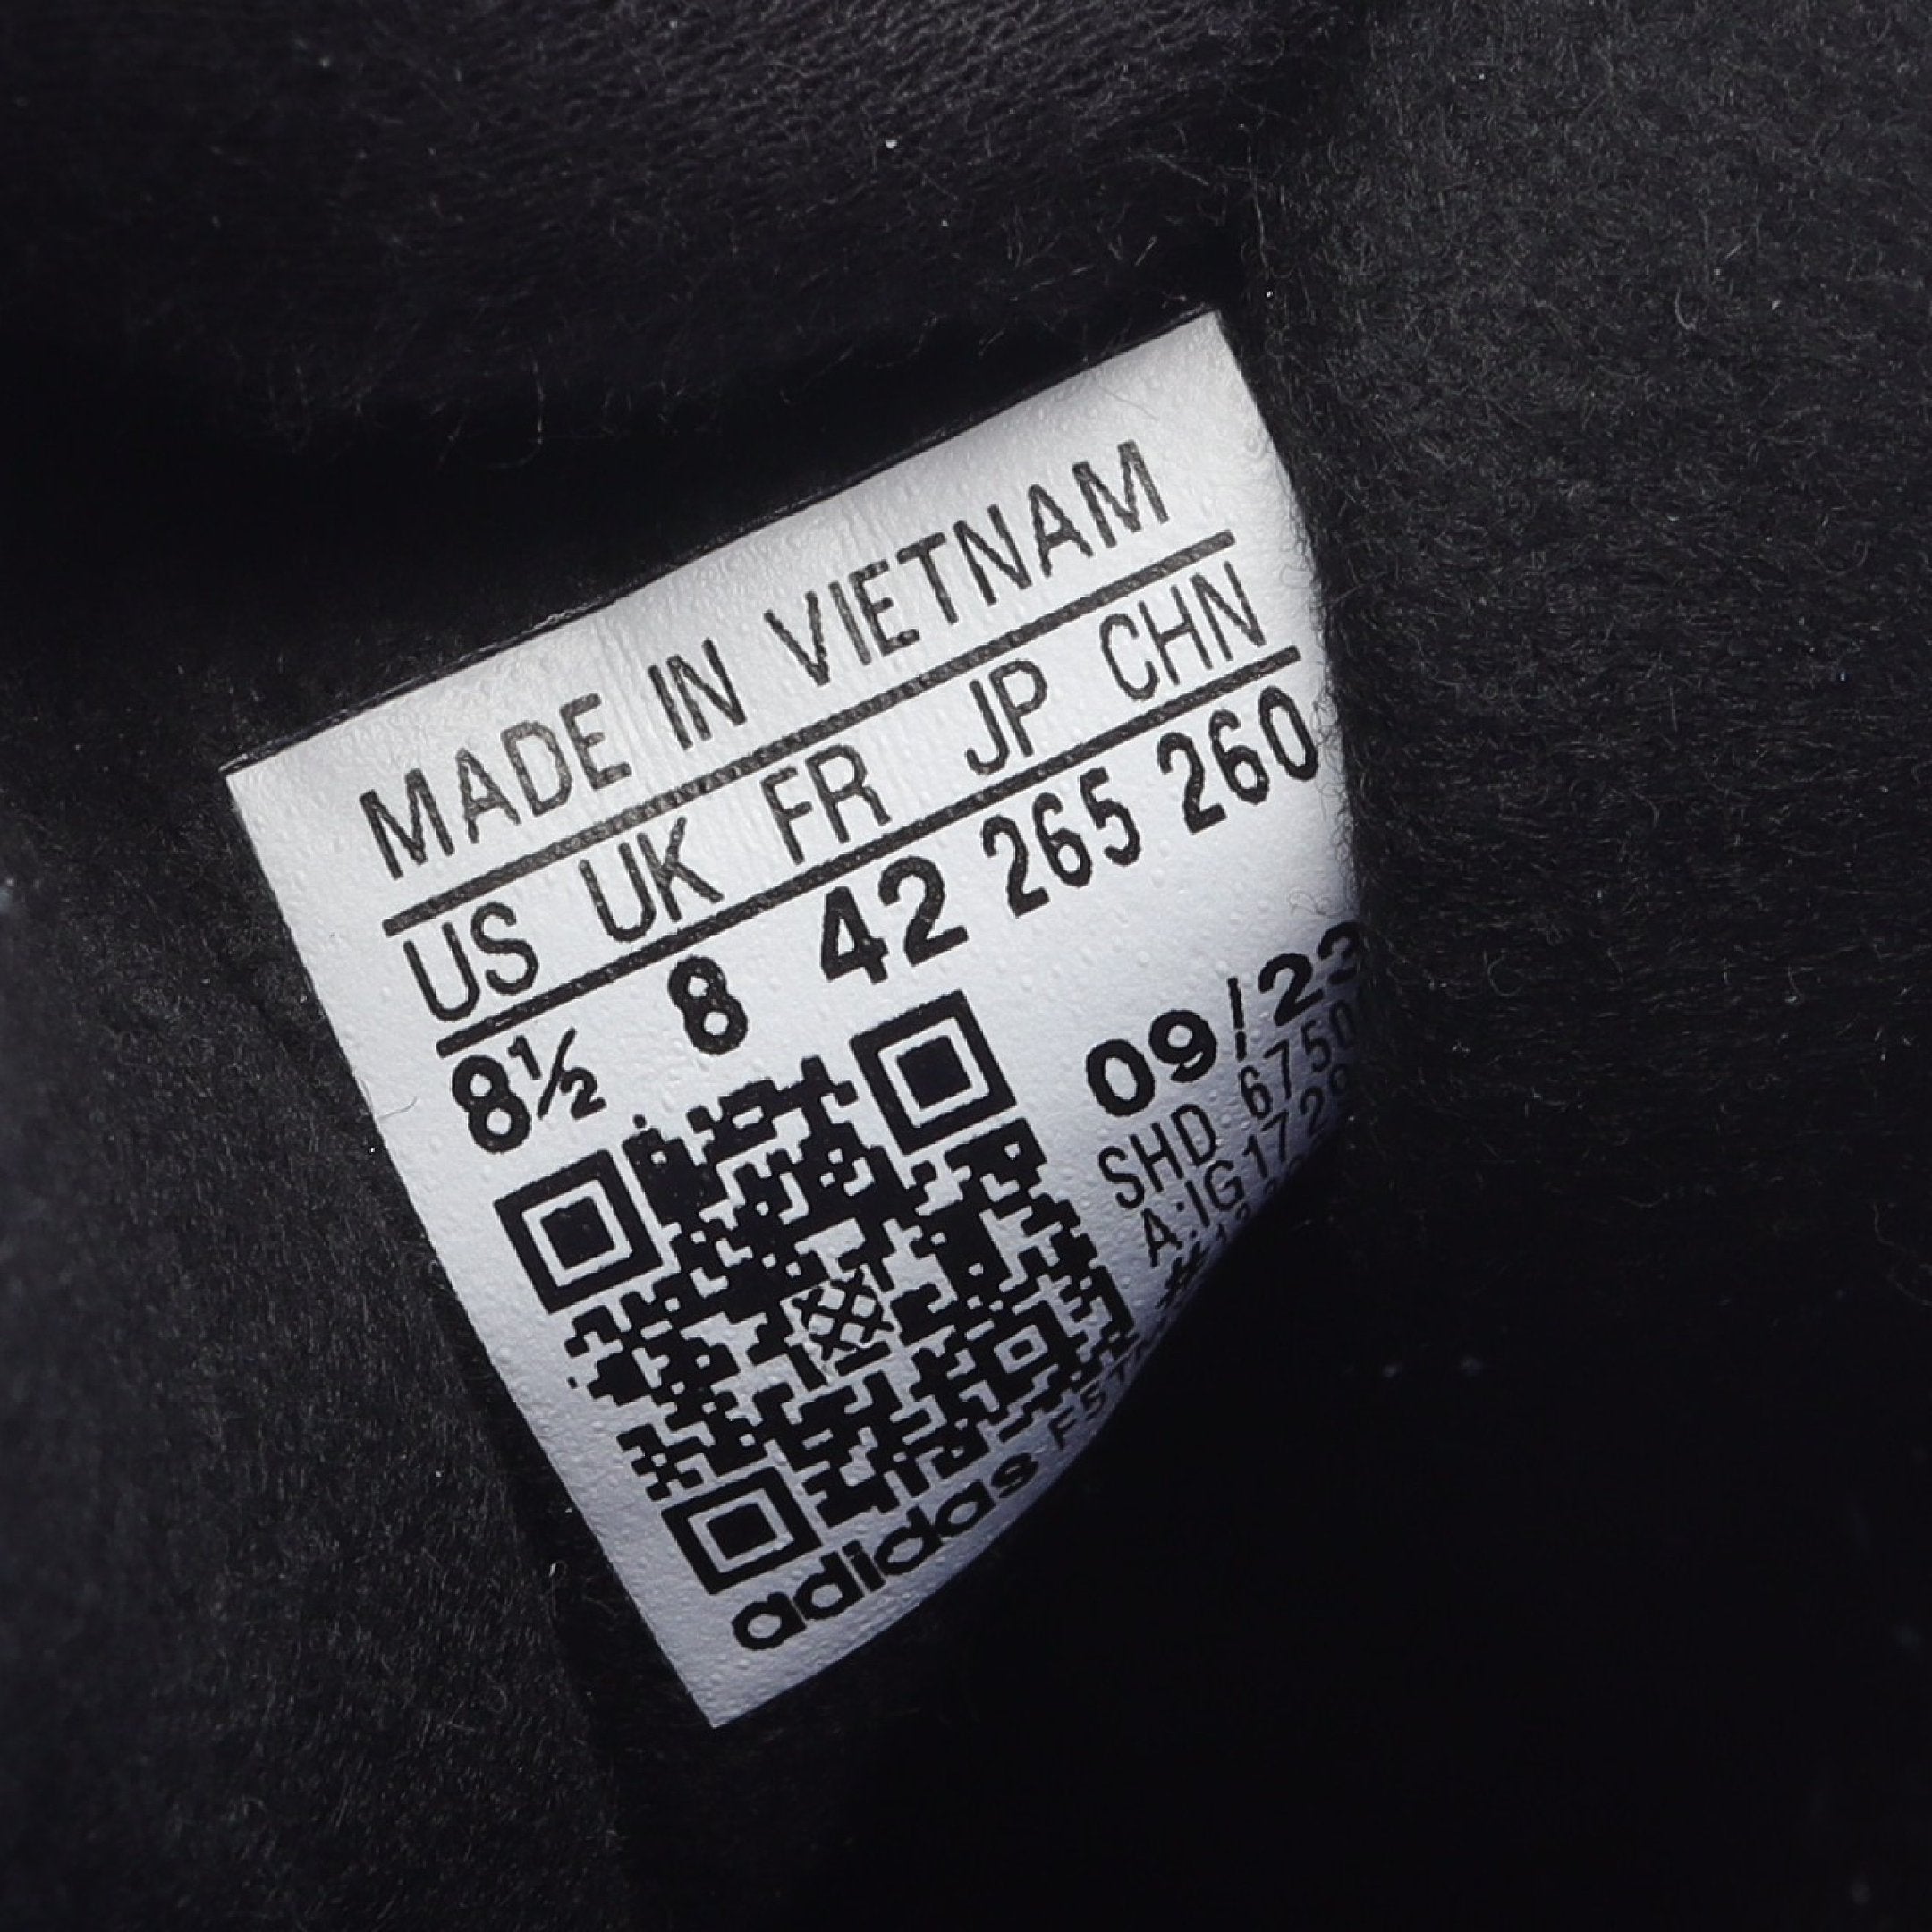 MADE IN VIETNAM
US UK FR JP CHN
8½ 8 42 265 260
09/23
SHD
adidas